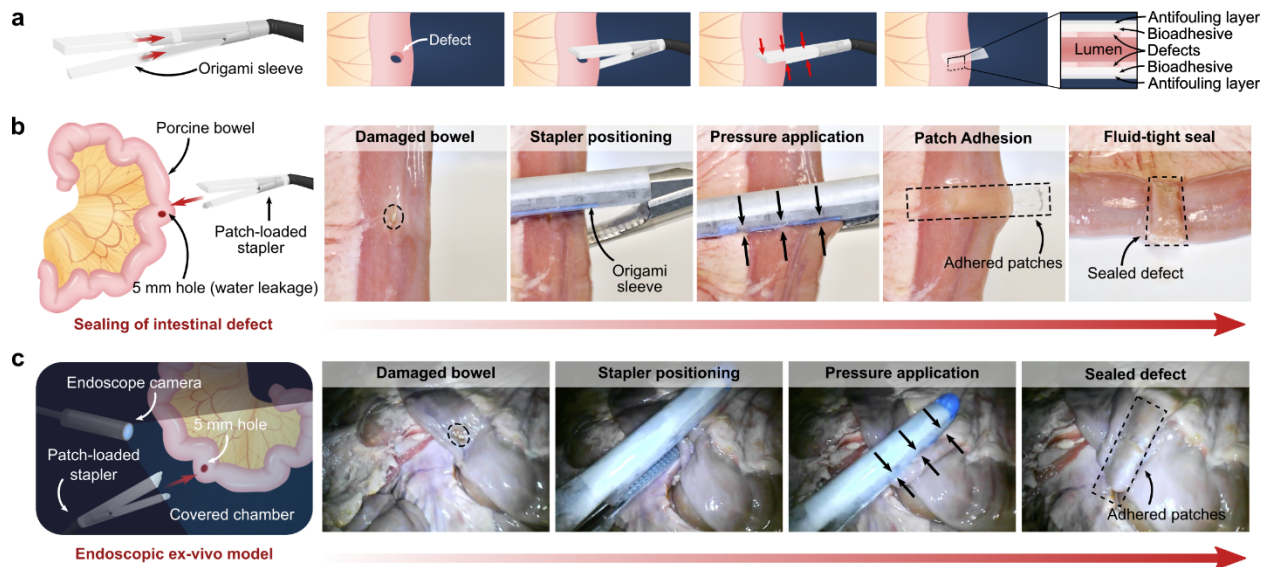 a
Origami sleeve
Defect
Antifouling layer
Bioadhesive
Lumen
Defects
Bioadhesive
Antifouling layer
b
Porcine bowel
Patch-loaded
stapler
5 mm hole (water leakage)
Sealing of intestinal defect
Damaged bowel
Stapler positioning
Origami
sleeve
Pressure application
Patch Adhesion
Adhered patches
Fluid-tight seal
Sealed defect
c
Endoscope camera
5 mm hole
Patch-loaded
stapler
Covered chamber
Endoscopic ex-vivo model
Damaged bowel
Stapler positioning
Pressure application
Sealed defect
Adhered patches